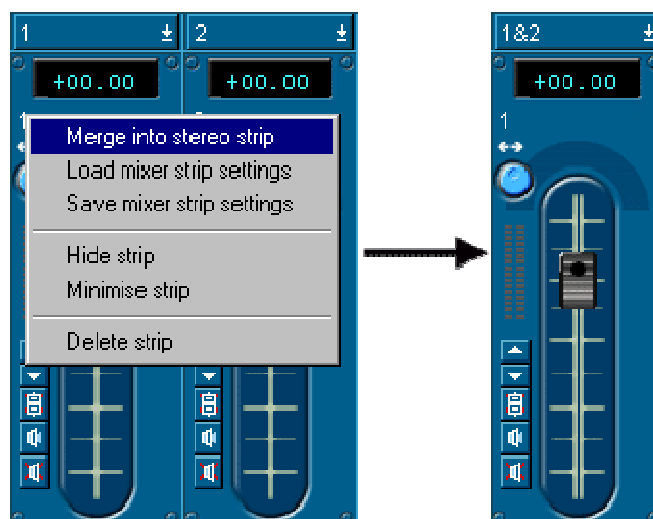 1
2
1&2
+00.00
+00.00
+00.00
1
Merge into stereo strip
Load mixer strip settings
Save mixer strip settings
Hide strip
Minimise strip
Delete strip